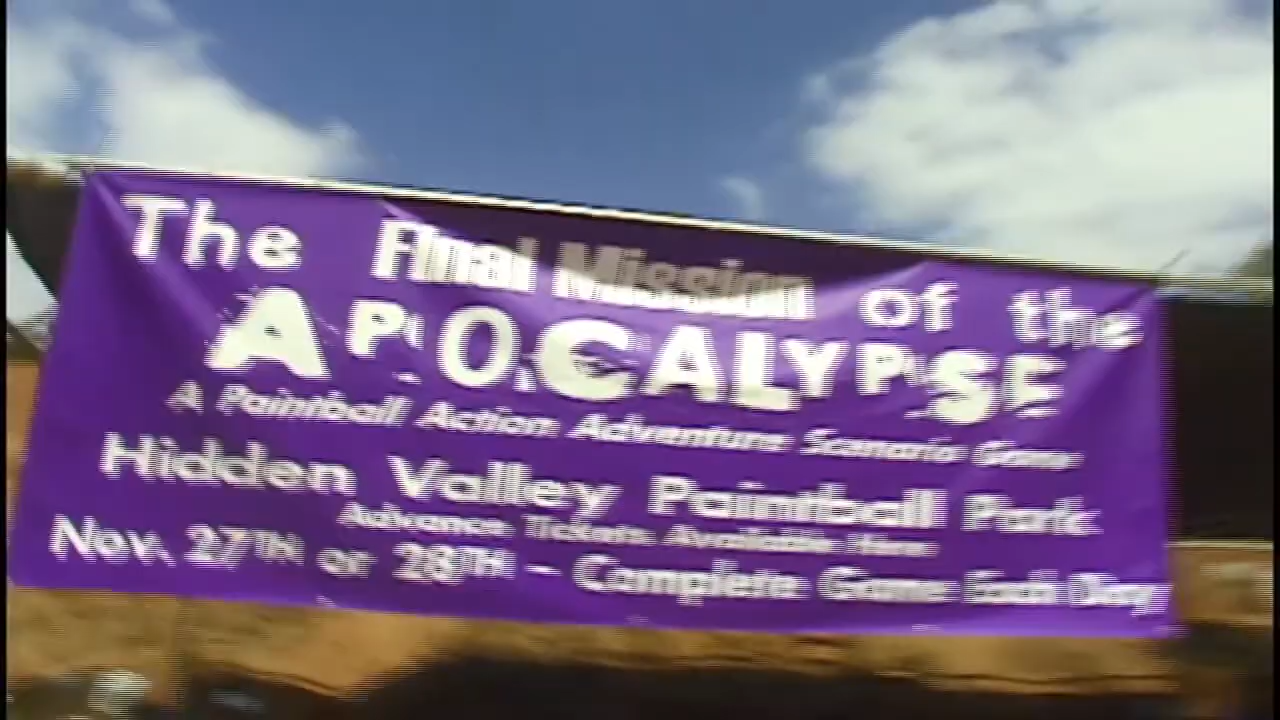 The Final Mission of the
APOCALYPSE
A Paintball Action Adventure Scenario Game
Hidden Valley Paintball Park
Advance Tickets Available Here
Nov. 27TH or 28TH - Complete Game Each Day